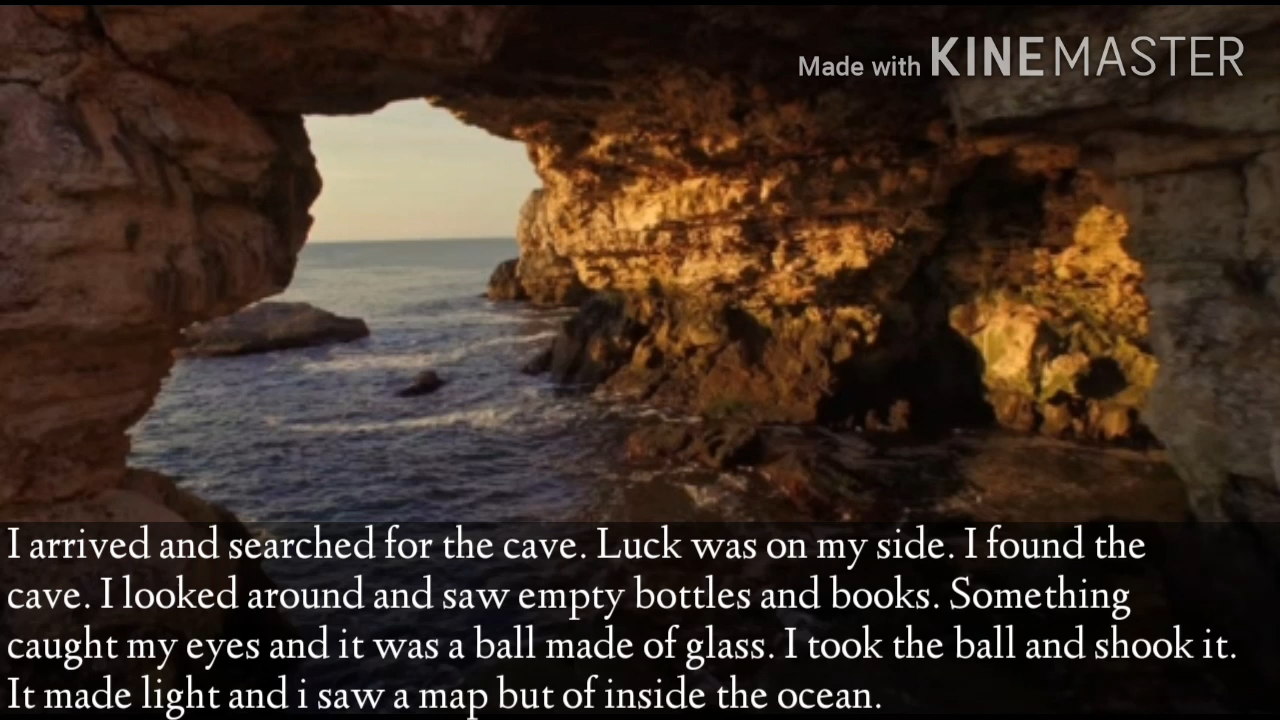 Made with KINEMASTER
I arrived and searched for the cave. Luck was on my side. I found the
cave. I looked around and saw empty bottles and books. Something
caught my eyes and it was a ball made of glass. I took the ball and shook it.
It made light and i saw a map but of inside the ocean.